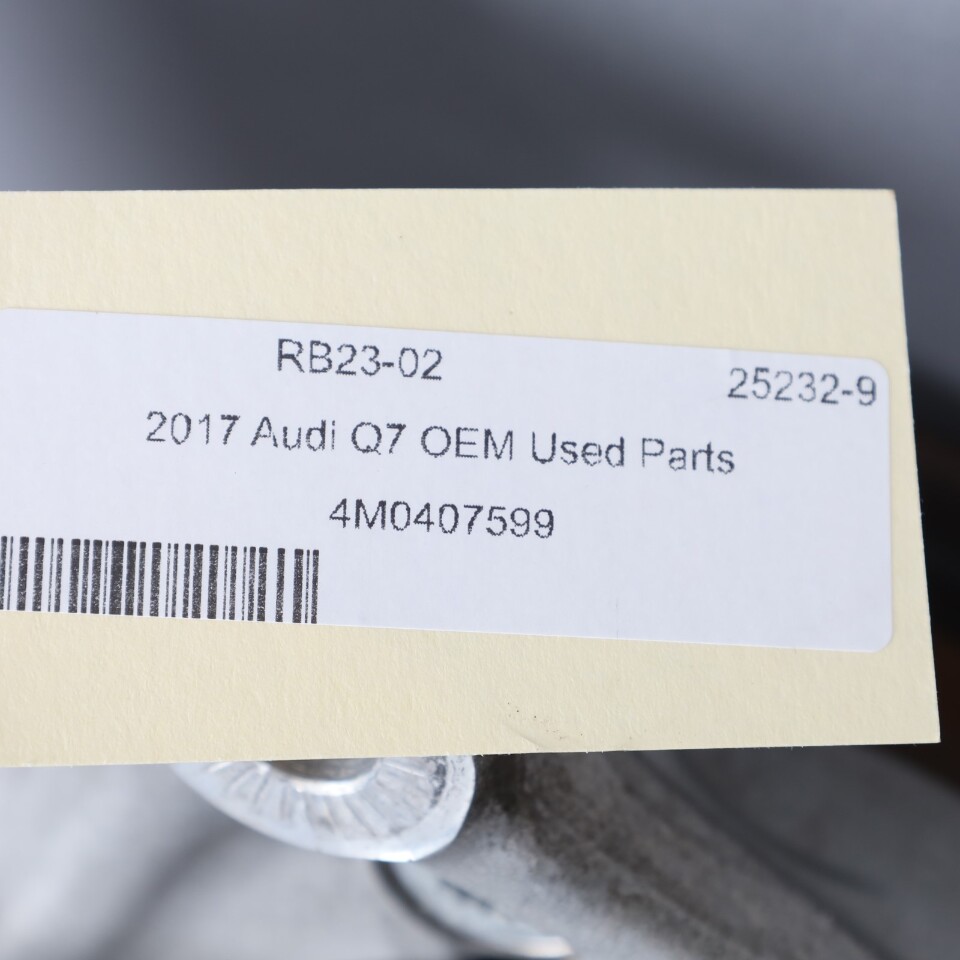 RB23-02
25232-9
2017 Audi Q7 OEM Used Parts
4M0407599